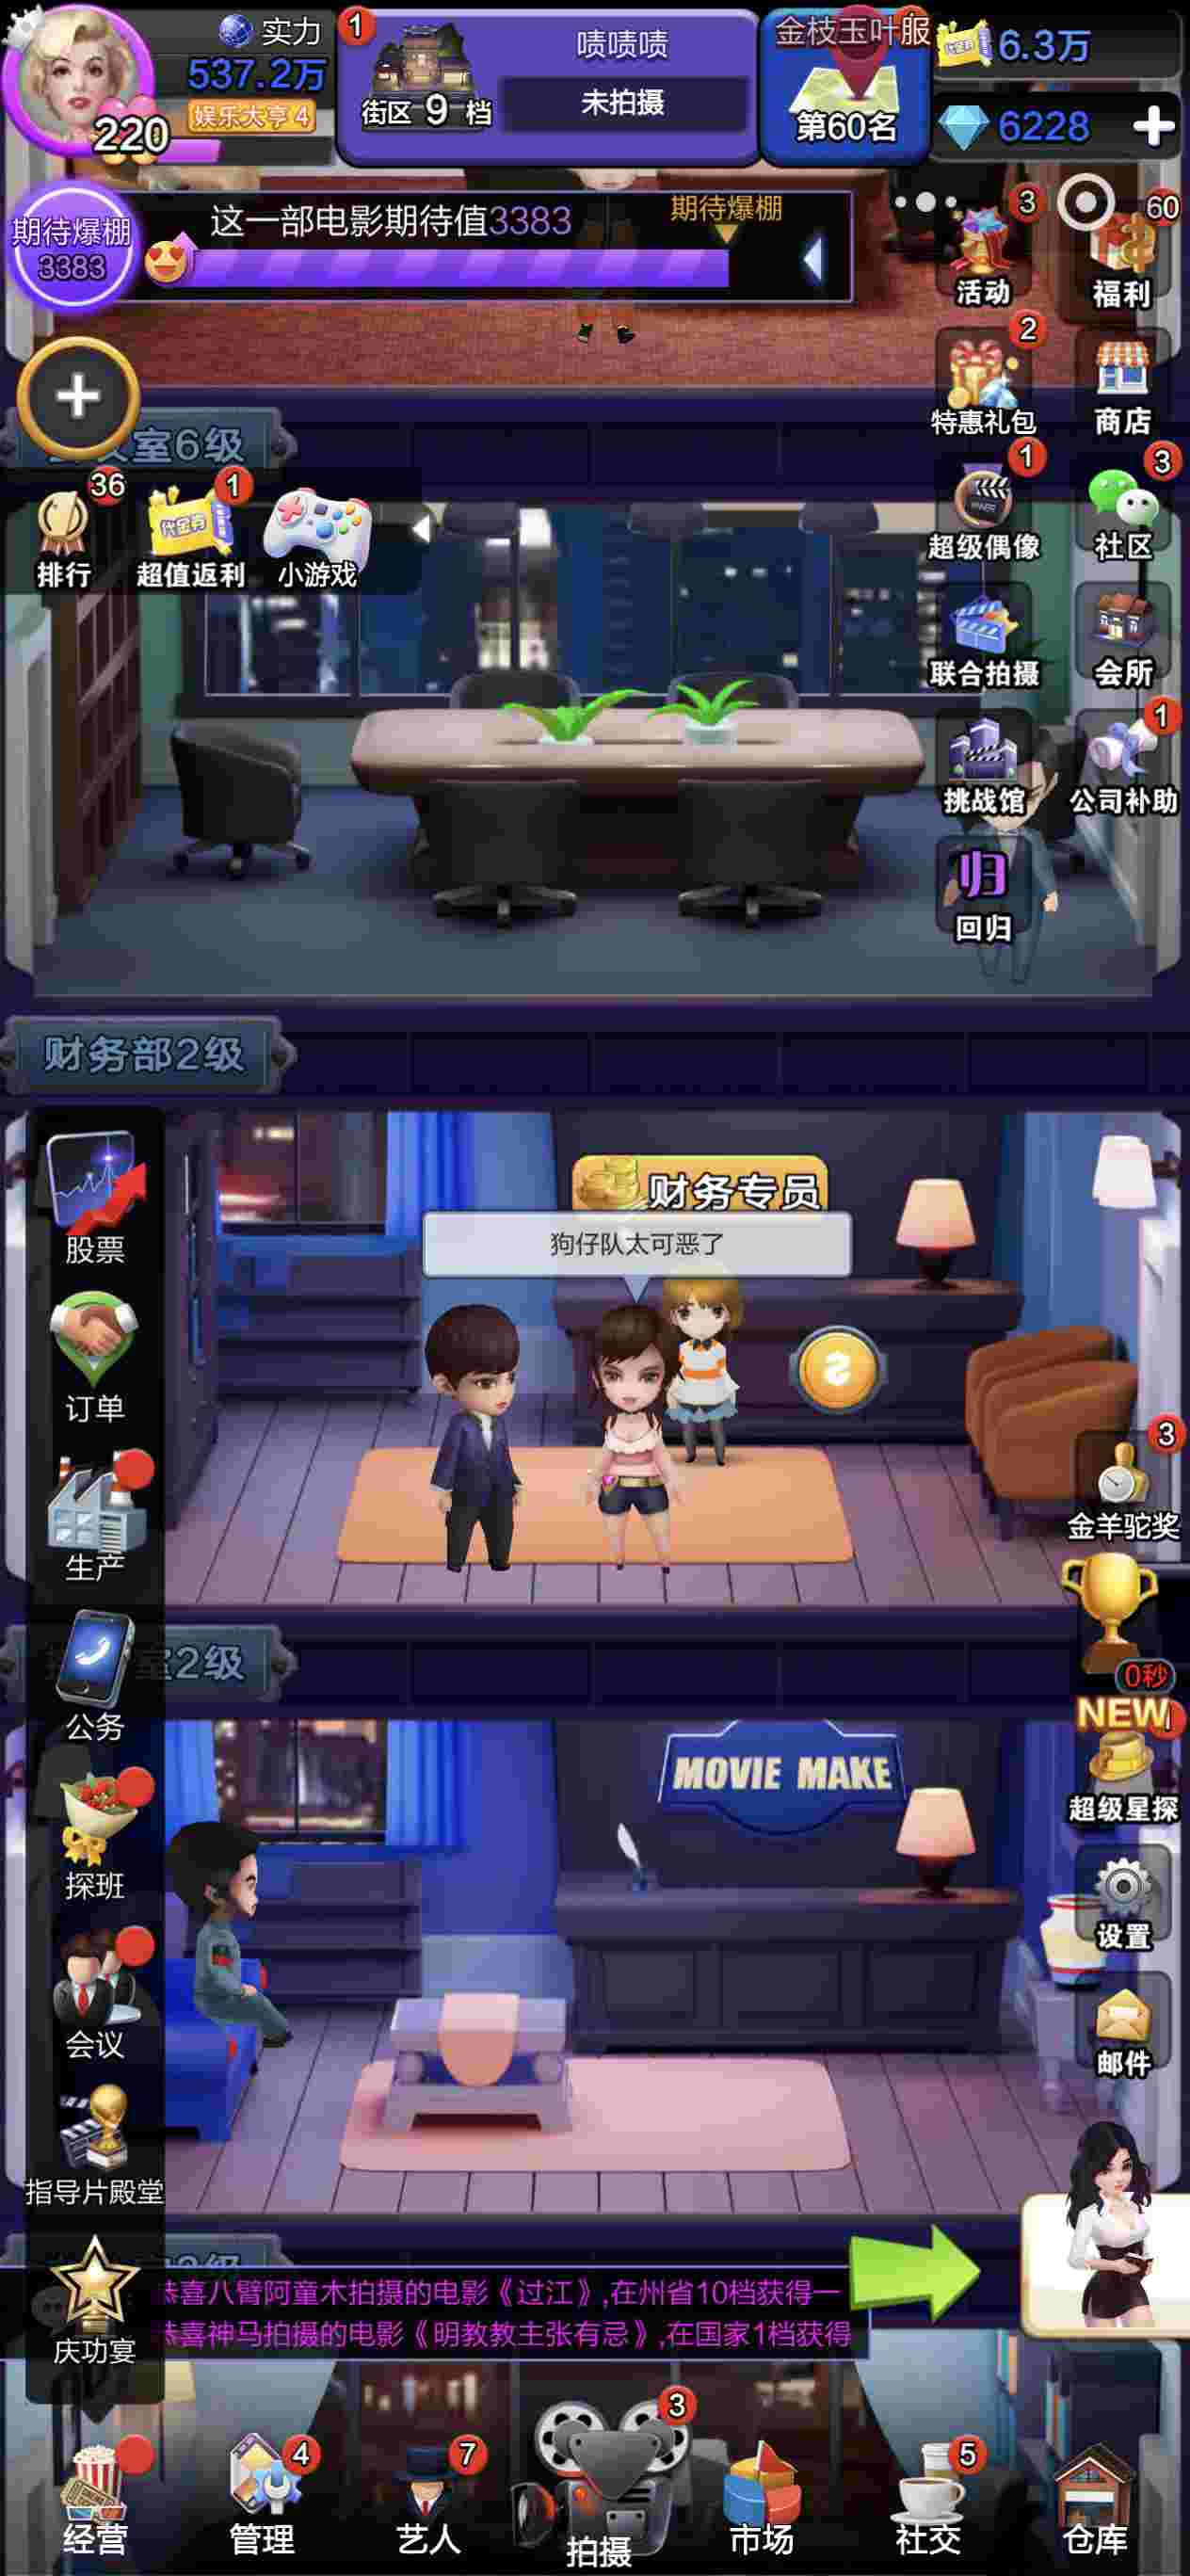 实力
537.2万
娱乐大亨 4
220
1
街区 9 档
啧啧啧
未拍摄
金枝玉叶服
第60名
代金券
6.3万
6228
期待爆棚
3383
这一部电影期待值3383
期待爆棚
3
活动
60
福利
2
特惠礼包
商店
室6级
36
排行
1
代金券
超值返利
小游戏
1
超级偶像
3
社区
联合拍摄
会所
挑战馆
1
公司补助
归
回归
财务部2级
股票
财务专员
狗仔队太可恶了
订单
3
金羊驼奖
生产
室2级
0秒
公务
NEW
MOVIE MAKE
超级星探
探班
设置
会议
邮件
指导片殿堂
恭喜八臂阿童木拍摄的电影《过江》,在州省10档获得一
恭喜神马拍摄的电影《明教教主张有忌》,在国家1档获得
庆功宴
经营
4
管理
7
艺人
3
拍摄
市场
5
社交
仓库